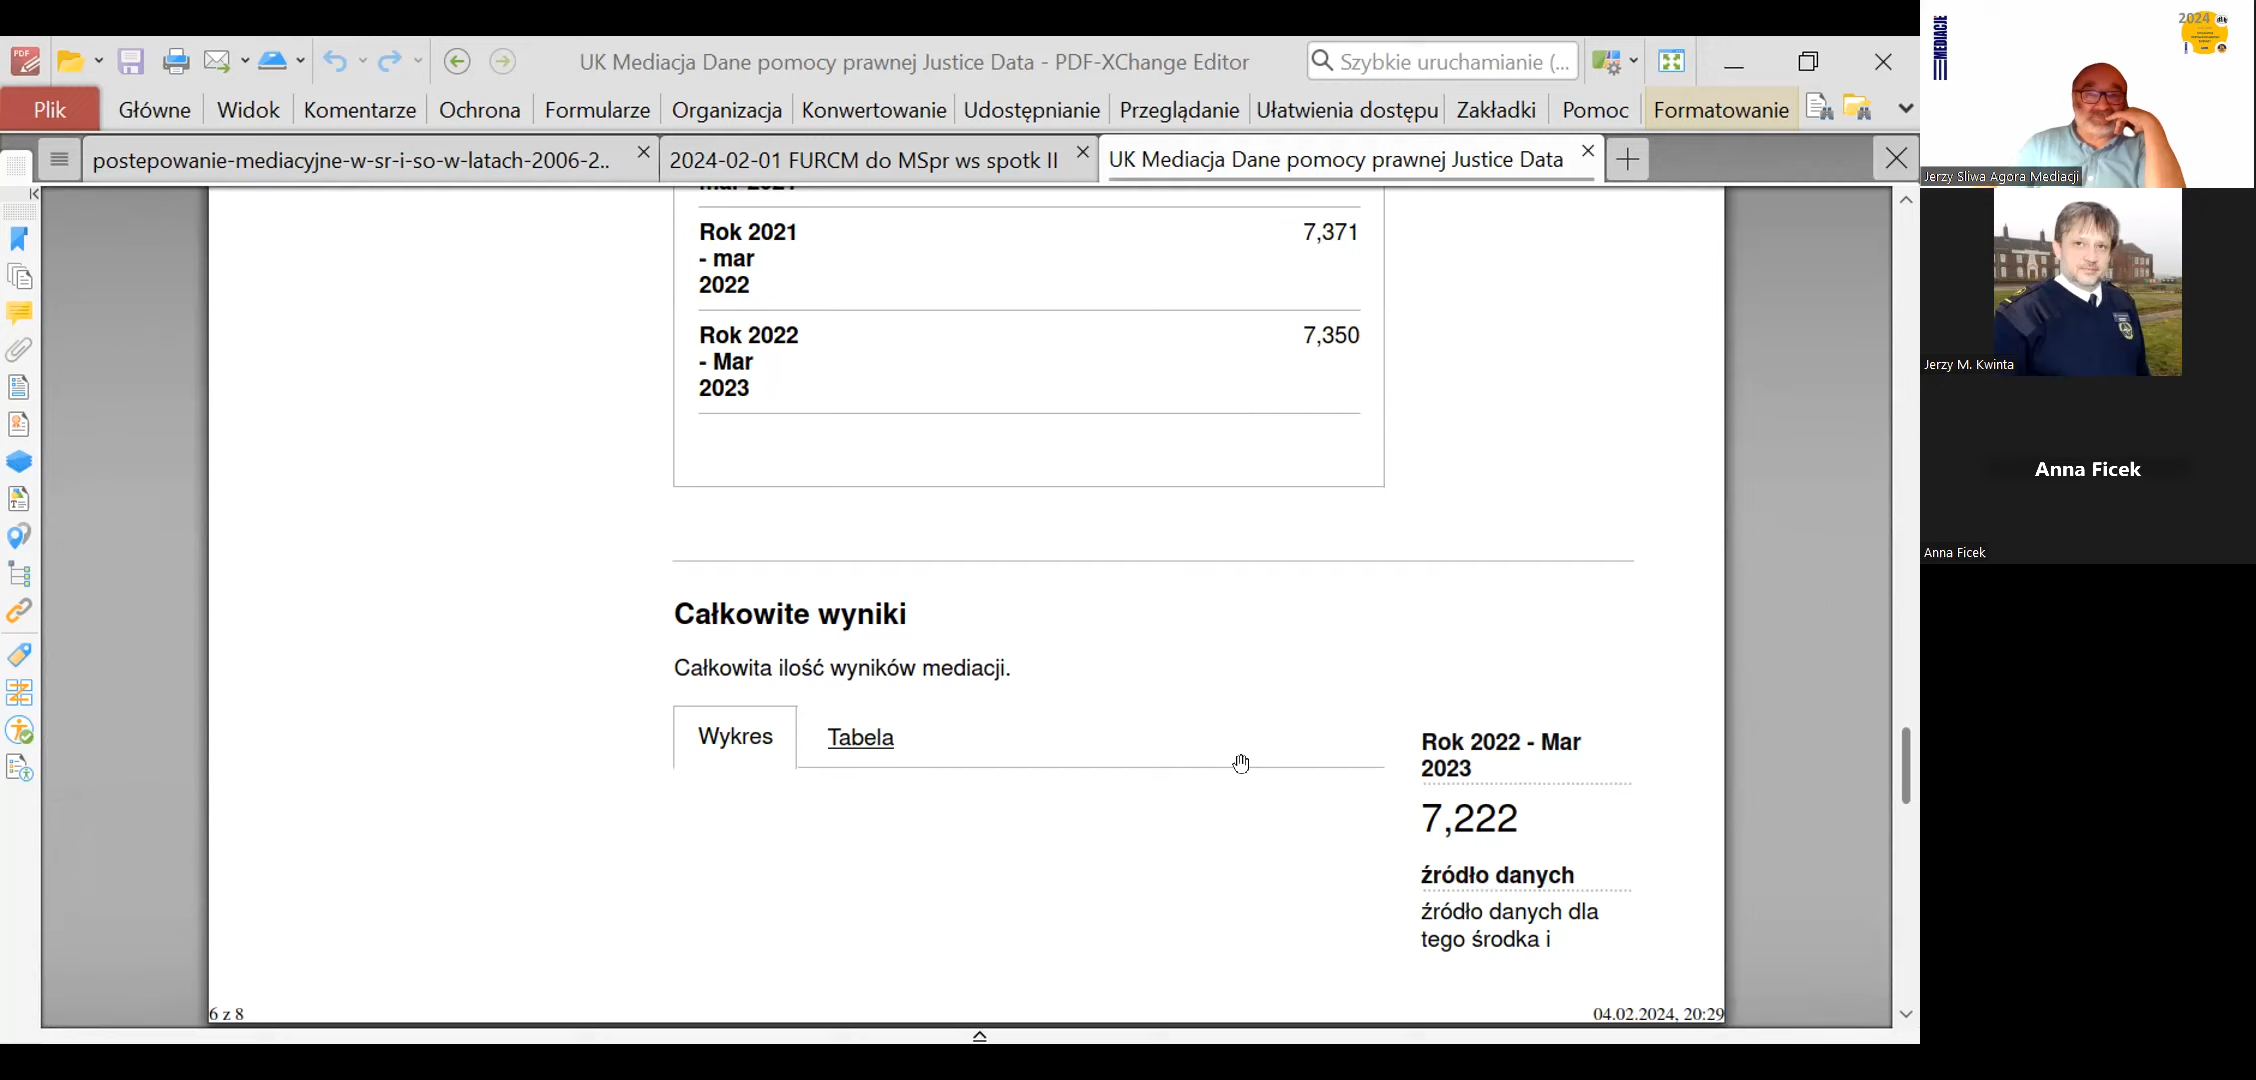 UK Mediacja Dane pomocy prawnej Justice Data - PDF-XChange Editor
Szybkie uruchamianie (...
Plik
Główne
Widok
Komentarze
Ochrona
Formularze
Organizacja
Konwertowanie
Udostępnianie
Przeglądanie
Ułatwienia dostępu
Zakładki
Pomoc
Formatowanie
postepowanie-mediacyjne-w-sr-i-so-w-latach-2006-2..
2024-02-01 FURCM do MSpr ws spotk II
UK Mediacja Dane pomocy prawnej Justice Data
mar 2021
Rok 2021
- mar
2022
7,371
Rok 2022
- Mar
2023
7,350
Całkowite wyniki
Całkowita ilość wyników mediacji.
Wykres
Tabela
Rok 2022 - Mar
2023
7,222
źródło danych
źródło danych dla
tego środka i
6 z 8
04.02.2024, 20:29
MEDIACJE
2024
Jerzy Sliwa Agora Mediacji
Jerzy M. Kwinta
Anna Ficek
Anna Ficek